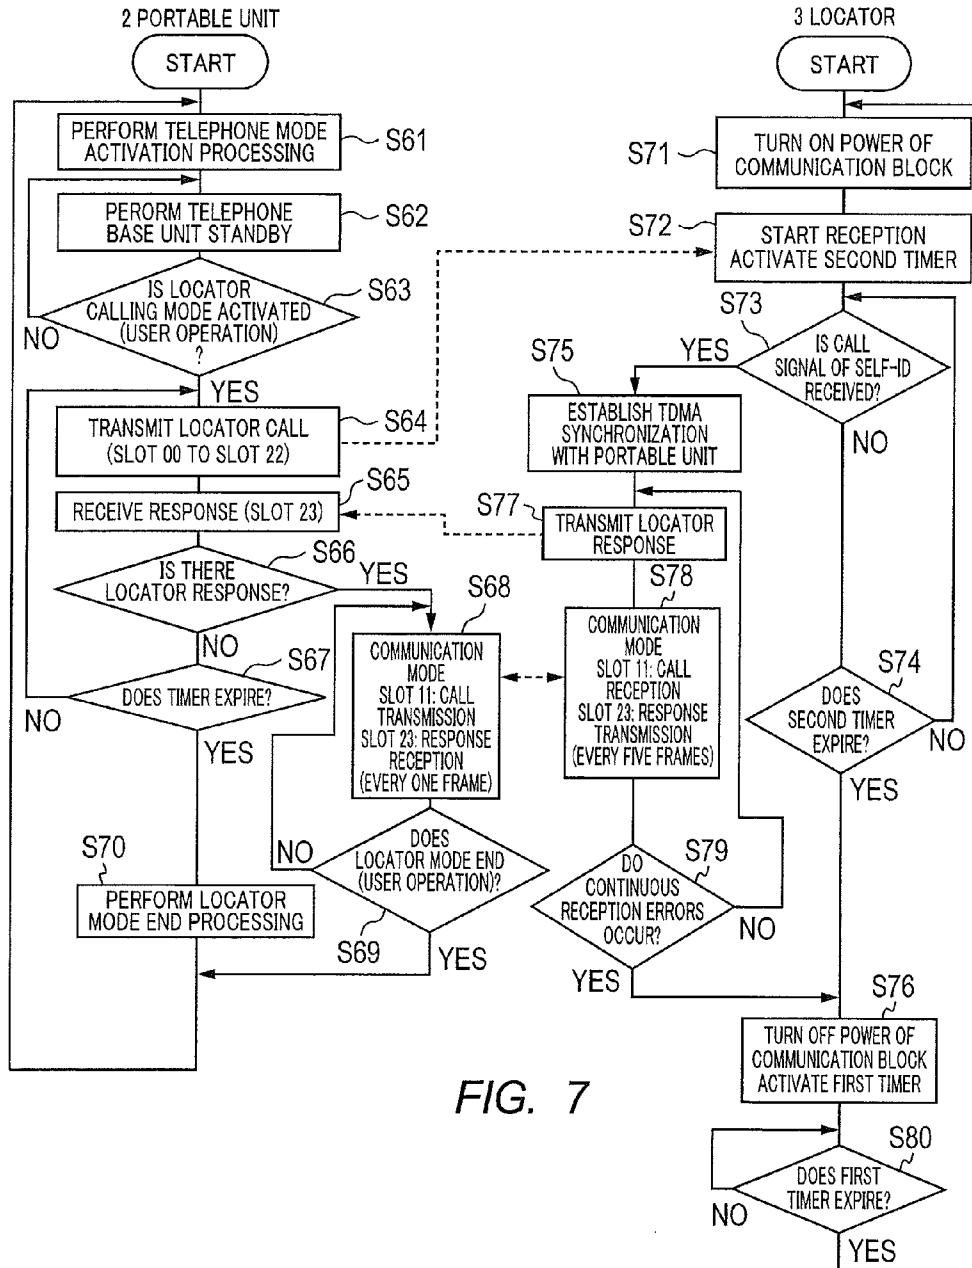 2 PORTABLE UNIT
START
PERFORM TELEPHONE MODE
ACTIVATION PROCESSING
S61
PERORM TELEPHONE
BASE UNIT STANDBY
S62
IS LOCATOR
CALLING MODE ACTIVATED
(USER OPERATION)
?
S63
NO
YES
TRANSMIT LOCATOR CALL
(SLOT 00 TO SLOT 22)
S64
RECEIVE RESPONSE (SLOT 23)
S65
IS THERE
LOCATOR RESPONSE?
S66
YES
NO
DOES TIMER EXPIRE?
S67
NO
YES
S68
COMMUNICATION
MODE
SLOT 11: CALL
TRANSMISSION
SLOT 23: RESPONSE
RECEPTION
(EVERY ONE FRAME)
DOES
LOCATOR MODE END
(USER OPERATION)?
S69
NO
YES
S70
PERFORM LOCATOR
MODE END PROCESSING
3 LOCATOR
START
S71
TURN ON POWER OF
COMMUNICATION BLOCK
S72
START RECEPTION
ACTIVATE SECOND TIMER
S73
IS CALL
SIGNAL OF SELF-ID
RECEIVED?
YES
NO
S75
ESTABLISH TDMA
SYNCHRONIZATION
WITH PORTABLE UNIT
S77
TRANSMIT LOCATOR
RESPONSE
S78
COMMUNICATION
MODE
SLOT 11: CALL
RECEPTION
SLOT 23: RESPONSE
TRANSMISSION
(EVERY FIVE FRAMES)
S74
DOES
SECOND TIMER
EXPIRE?
NO
YES
S79
DO
CONTINUOUS
RECEPTION ERRORS
OCCUR?
NO
YES
S76
TURN OFF POWER OF
COMMUNICATION BLOCK
ACTIVATE FIRST TIMER
S80
DOES FIRST
TIMER EXPIRE?
NO
YES
FIG. 7